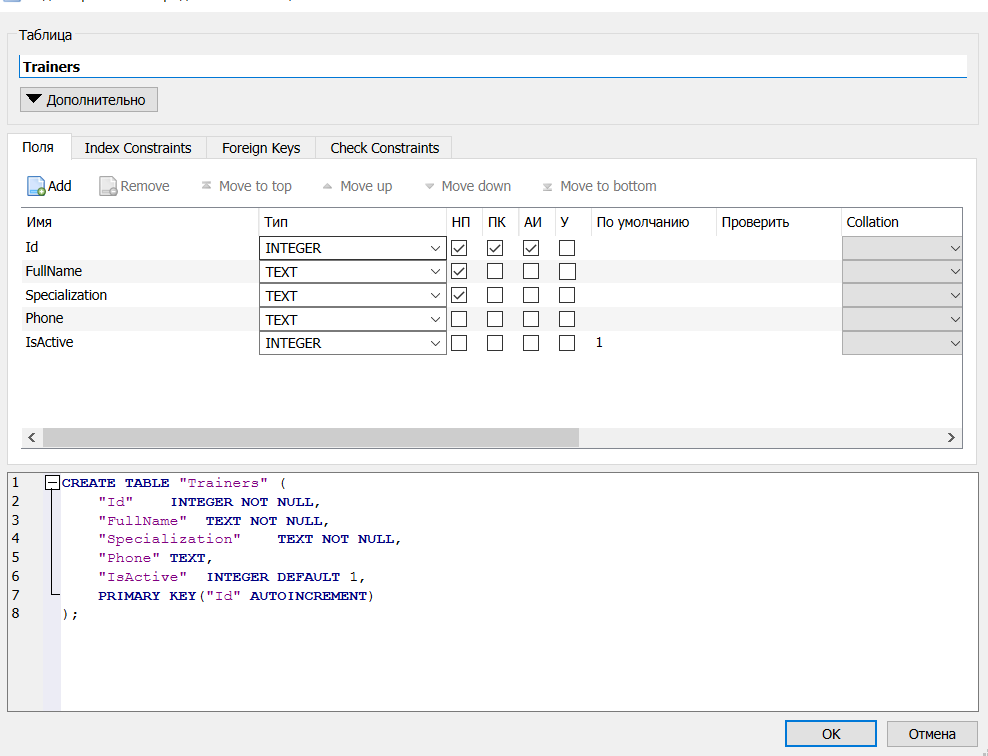 Таблица
Trainers
Дополнительно
Поля Index Constraints Foreign Keys Check Constraints
Add Remove Move to top Move up Move down Move to bottom
Имя Тип НП ПК АИ У По умолчанию Проверить Collation
Id INTEGER
FullName TEXT
Specialization TEXT
Phone TEXT
IsActive INTEGER 1
1 CREATE TABLE "Trainers" (
2 "Id" INTEGER NOT NULL,
3 "FullName" TEXT NOT NULL,
4 "Specialization" TEXT NOT NULL,
5 "Phone" TEXT,
6 "IsActive" INTEGER DEFAULT 1,
7 PRIMARY KEY("Id" AUTOINCREMENT)
8 );
OK Отмена